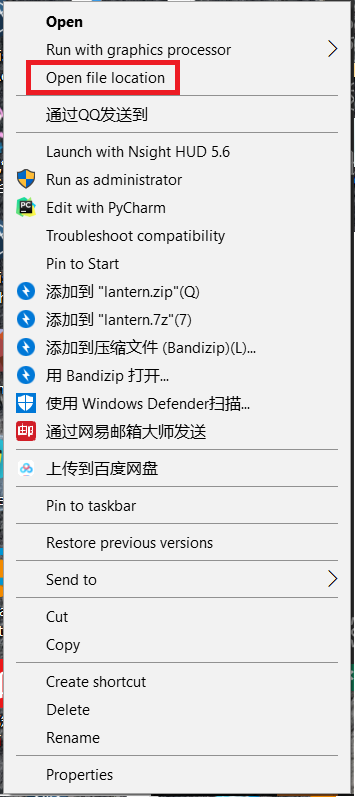 Open
Run with graphics processor
Open file location
通过QQ发送到
Launch with Nsight HUD 5.6
Run as administrator
Edit with PyCharm
Troubleshoot compatibility
Pin to Start
添加到 "lantern.zip"(Q)
添加到 "lantern.7z"(7)
添加到压缩文件 (Bandizip)(L)...
用 Bandizip 打开...
使用 Windows Defender扫描...
通过网易邮箱大师发送
上传到百度网盘
Pin to taskbar
Restore previous versions
Send to
Cut
Copy
Create shortcut
Delete
Rename
Properties